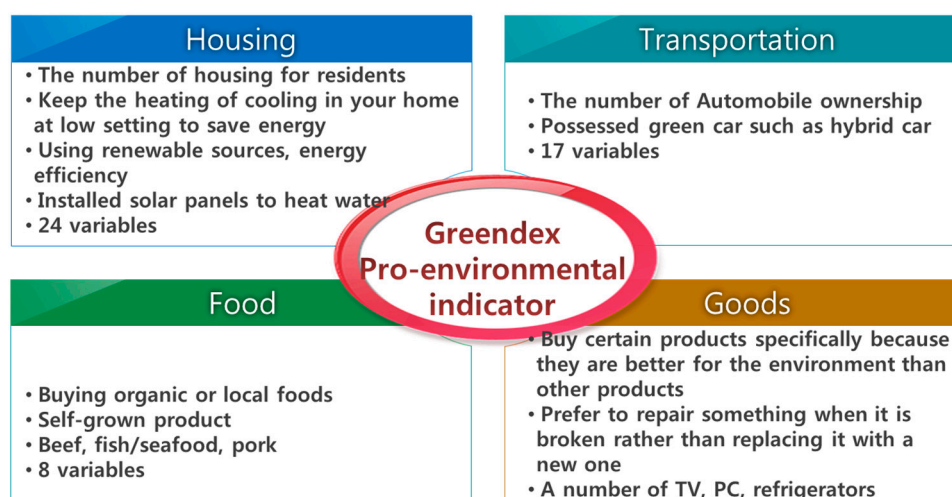 Housing
• The number of housing for residents
• Keep the heating of cooling in your home
at low setting to save energy
• Using renewable sources, energy
efficiency
• Installed solar panels to heat water
• 24 variables
Transportation
• The number of Automobile ownership
• Possessed green car such as hybrid car
• 17 variables
Greendex
Pro-environmental
indicator
Food
• Buying organic or local foods
• Self-grown product
• Beef, fish/seafood, pork
• 8 variables
Goods
• Buy certain products specifically because
they are better for the environment than
other products
• Prefer to repair something when it is
broken rather than replacing it with a
new one
• A number of TV, PC, refrigerators